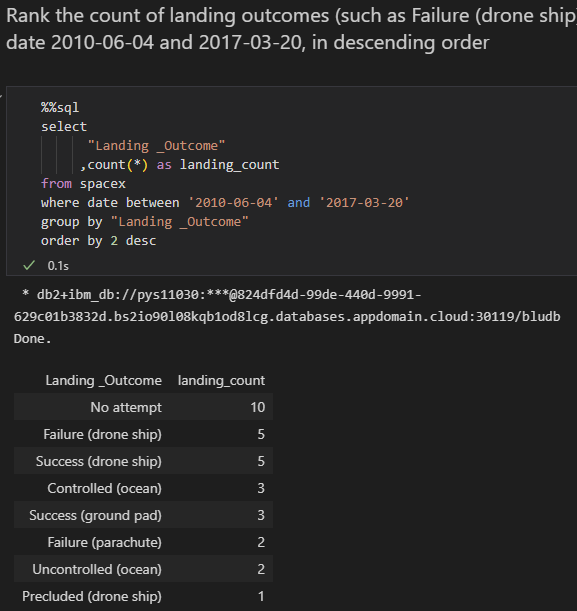 Rank the count of landing outcomes (such as Failure (drone ship)
date 2010-06-04 and 2017-03-20, in descending order
%%sql
select
"Landing _Outcome"
,count(*) as landing_count
from spacex
where date between '2010-06-04' and '2017-03-20'
group by "Landing _Outcome"
order by 2 desc
0.1s
* db2+ibm_db://pys11030:***@824dfd4d-99de-440d-9991-
629c01b3832d.bs2io90l08kqb1od8lcg.databases.appdomain.cloud:30119/bludb
Done.
Landing _Outcome landing_count
No attempt 10
Failure (drone ship) 5
Success (drone ship) 5
Controlled (ocean) 3
Success (ground pad) 3
Failure (parachute) 2
Uncontrolled (ocean) 2
Precluded (drone ship) 1